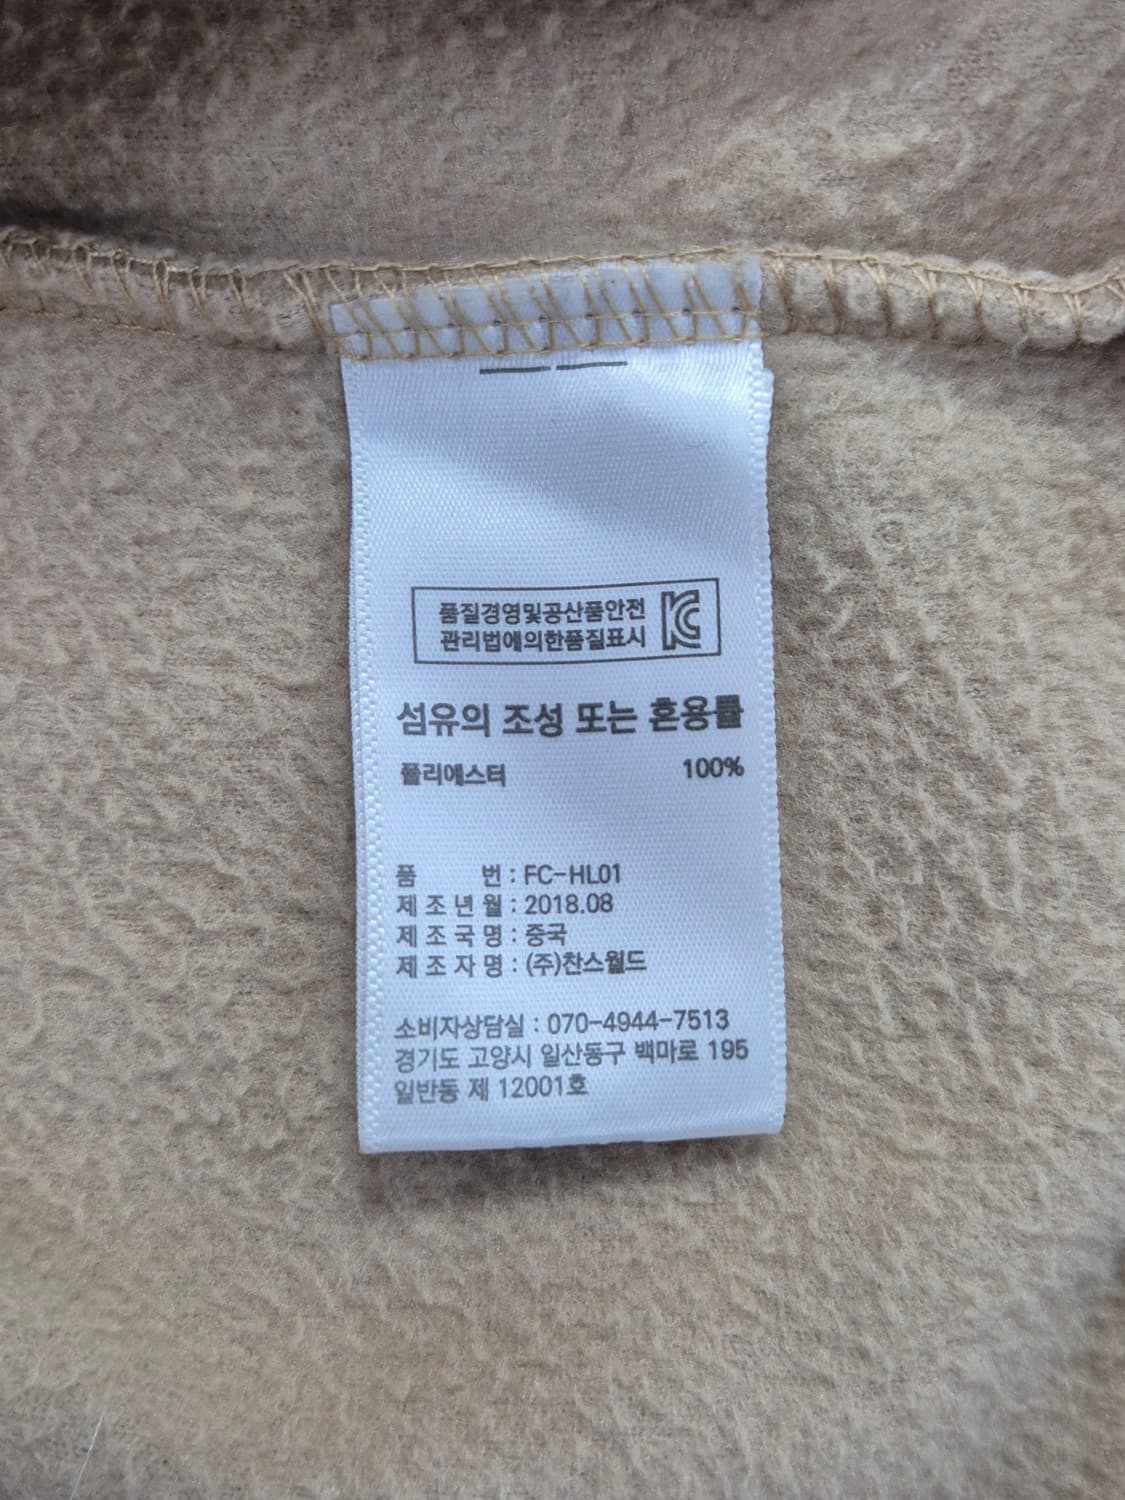 품질경영및공산품안전
관리법에의한품질표시
섬유의 조성 또는 혼용률
폴리에스터 100%
품 번 : FC-HL01
제 조 년 월 : 2018.08
제 조 국 명 : 중국
제 조 자 명 : (주)찬스월드
소비자상담실 : 070-4944-7513
경기도 고양시 일산동구 백마로 195
일반동 제 12001호